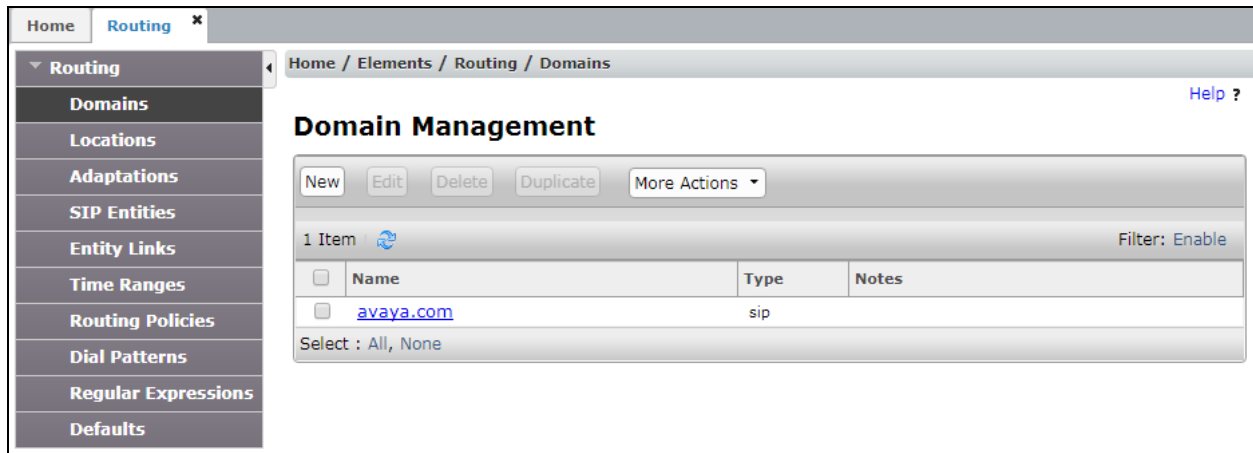 Home Routing ×
Routing
Domains
Locations
Adaptations
SIP Entities
Entity Links
Time Ranges
Routing Policies
Dial Patterns
Regular Expressions
Defaults
Home / Elements / Routing / Domains
Help ?
Domain Management
New Edit Delete Duplicate More Actions
1 Item Filter: Enable
Name Type Notes
avaya.com sip
Select : All, None